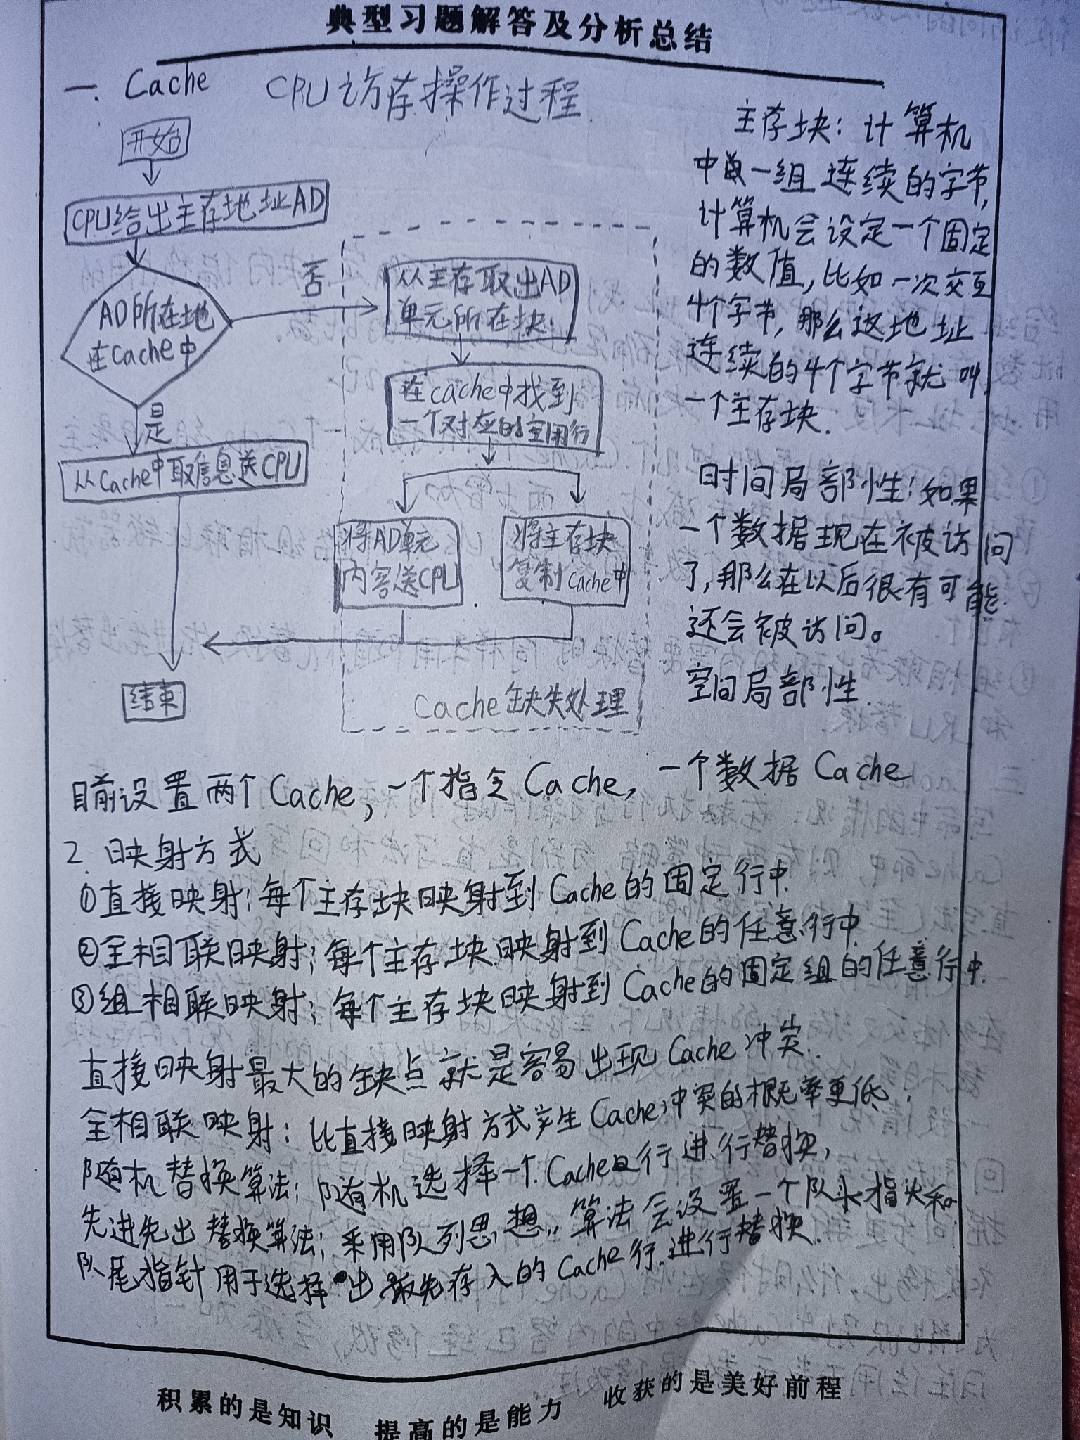 典型习题解答及分析总结
一. Cache CPU访存操作过程
开始
CPU给出主存地址AD
AD所在地
在Cache中
否
是
从Cache中取信息送CPU
结束
从主存取出AD
单元所在块
在cache中找到
一个对应的空闲行
将AD单元
内容送CPU
将主存块
复制Cache中
Cache缺失处理
主存块：计算机
中一组连续的字节,
计算机会设定一个固定
的数值，比如一次交互
4个字节，那么这地址
连续的4个字节就叫
一个主存块.
时间局部性：如果
一个数据现在被访问
了，那么在以后很有可能
还会被访问。
空间局部性
目前设置两个Cache，一个指令Cache，一个数据Cache
2. 映射方式
①直接映射：每个主存块映射到Cache的固定行中.
②全相联映射：每个主存块映射到Cache的任意行中
③组相联映射：每个主存块映射到Cache的固定组的任意行中.
直接映射最大的缺点就是容易出现Cache冲突.
全相联映射：比直接映射方式产生Cache冲突的概率更低.
随机替换算法：随机选择一个Cache行进行替换，
先进先出替换算法：采用队列思想，算法会设置一个队头指针和
队尾指针用于选择出最先存入的Cache行进行替换.
积累的是知识 提高的是能力 收获的是美好前程